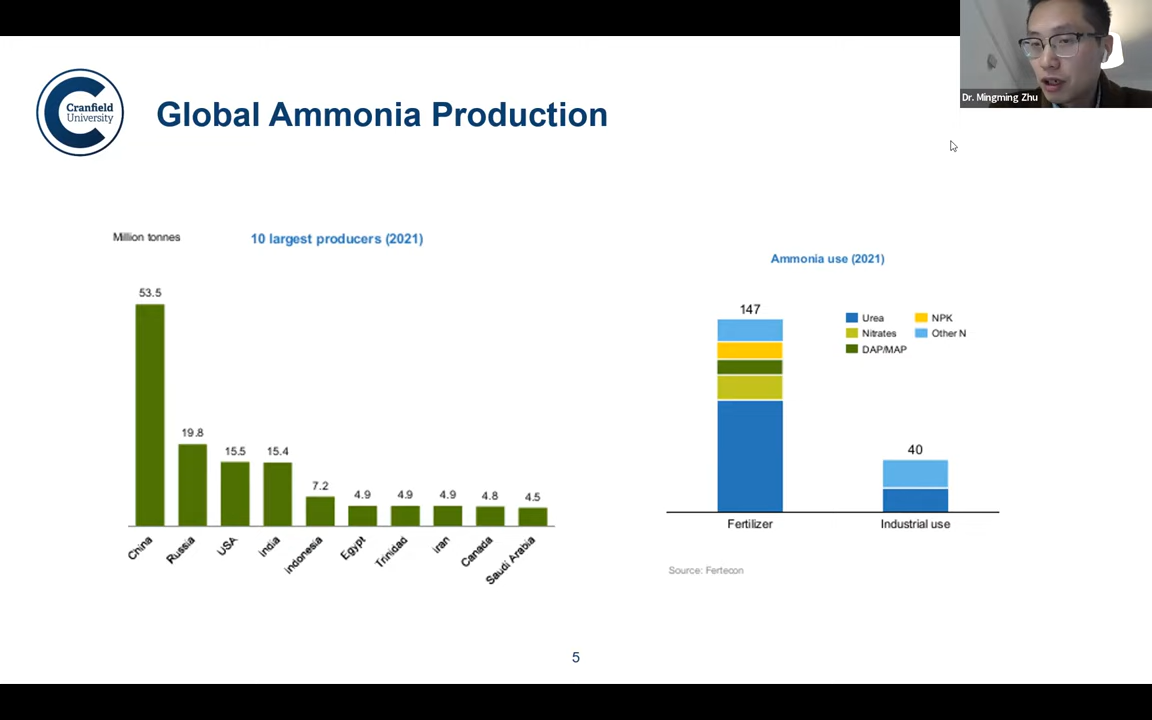 Cranfield
University
Global Ammonia Production
Dr. Mingming Zhu
Million tonnes
10 largest producers (2021)
53.5
19.8
15.5
15.4
7.2
4.9
4.9
4.9
4.8
4.5
China
Russia
USA
India
Indonesia
Egypt
Trinidad
Iran
Canada
Saudi Arabia
Ammonia use (2021)
147
40
Urea
NPK
Nitrates
Other N
DAP/MAP
Fertilizer
Industrial use
Source: Fertecon
5